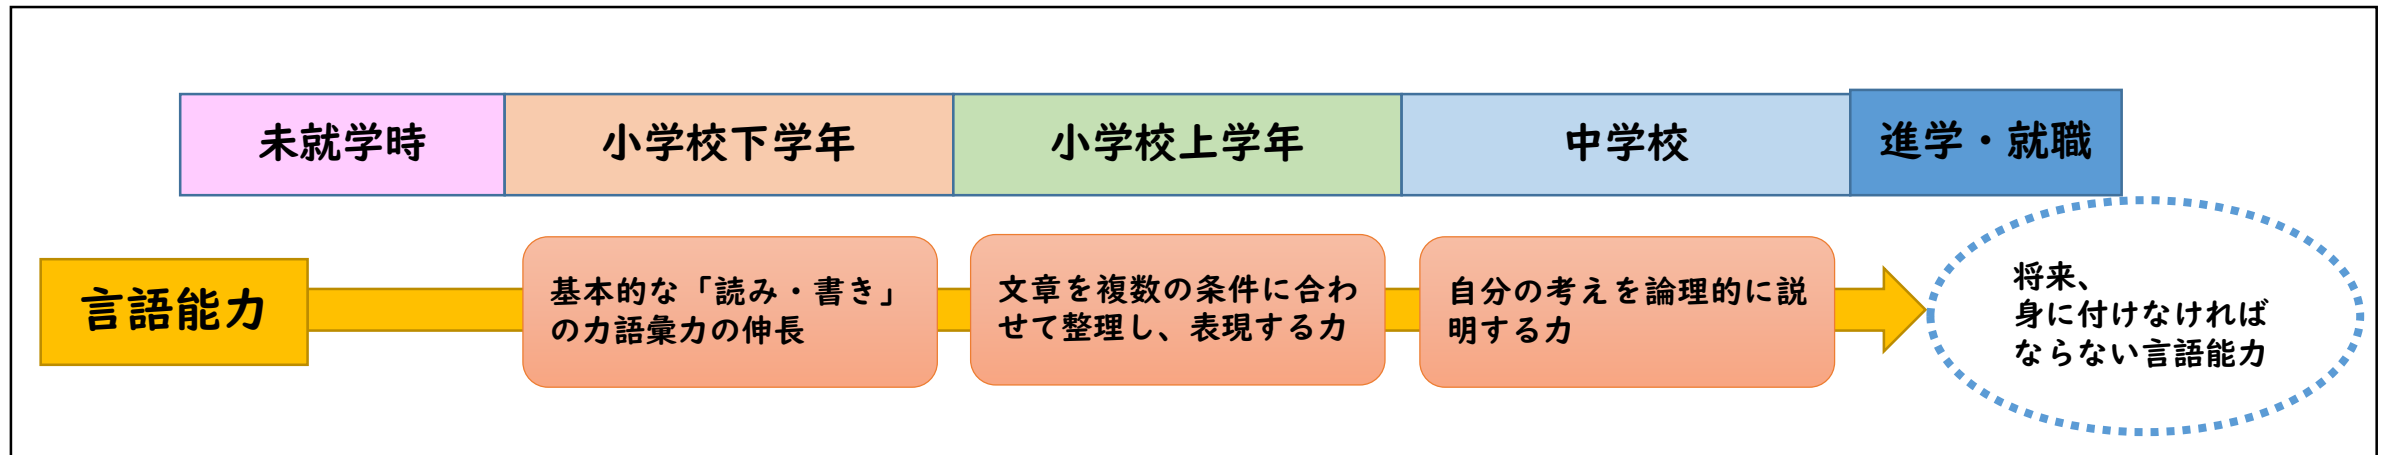 未就学時
小学校下学年
小学校上学年
中学校
進学・就職
言語能力
基本的な「読み・書き」
の力語彙力の伸長
文章を複数の条件に合わ
せて整理し、表現する力
自分の考えを論理的に説
明する力
将来、
身に付けなければ
ならない言語能力